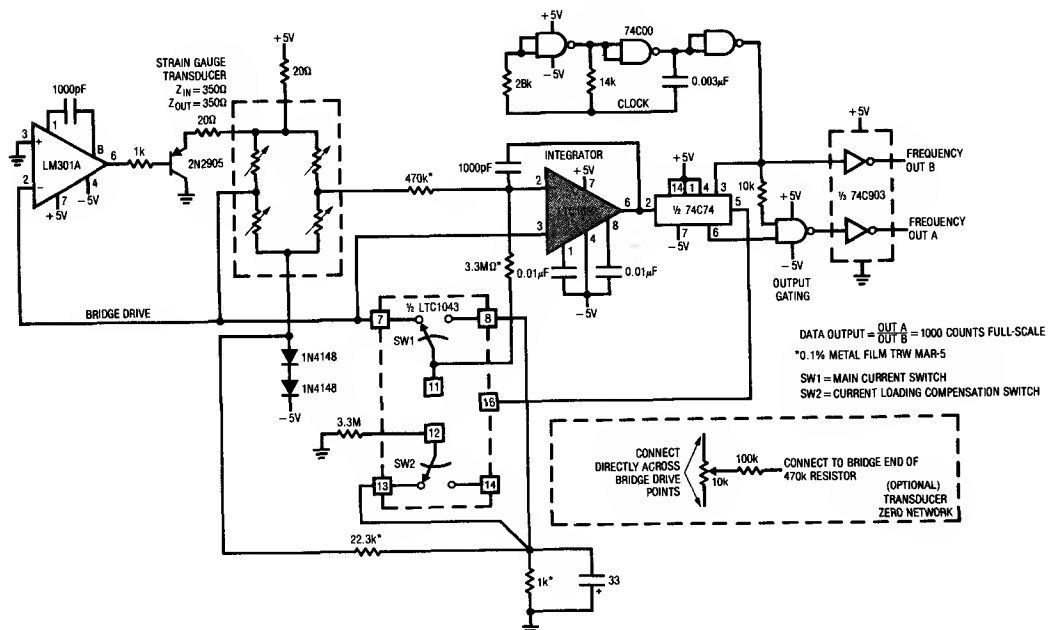 +5V
20Ω
STRAIN GAUGE
TRANSDUCER
Z IN = 350Ω
Z OUT = 350Ω
20Ω
1000pF
1
8
3
+
LM301A
6
1k
2N2905
2
−
4
−5V
7
+5V
+5V
−5V
74C00
28k
14k
0.003µF
CLOCK
470k*
1000pF
INTEGRATOR
+5V
7
2
3
6
8
1
4
0.01µF
0.01µF
−5V
3.3MΩ*
+5V
14
1
4
3
2
½ 74C74
5
7
−5V
6
10k
+5V
−5V
OUTPUT
GATING
+5V
½ 74C903
FREQUENCY
OUT B
FREQUENCY
OUT A
BRIDGE DRIVE
½ LTC1043
7
8
SW1
11
16
12
3.3M
SW2
13
14
1N4148
1N4148
−5V
22.3k*
1k*
33
+
DATA OUTPUT = OUT A
OUT B = 1000 COUNTS FULL-SCALE
*0.1% METAL FILM TRW MAR-5
SW1 = MAIN CURRENT SWITCH
SW2 = CURRENT LOADING COMPENSATION SWITCH
CONNECT
DIRECTLY ACROSS
BRIDGE DRIVE
POINTS
10k
100k
CONNECT TO BRIDGE END OF
470k RESISTOR
(OPTIONAL)
TRANSDUCER
ZERO NETWORK